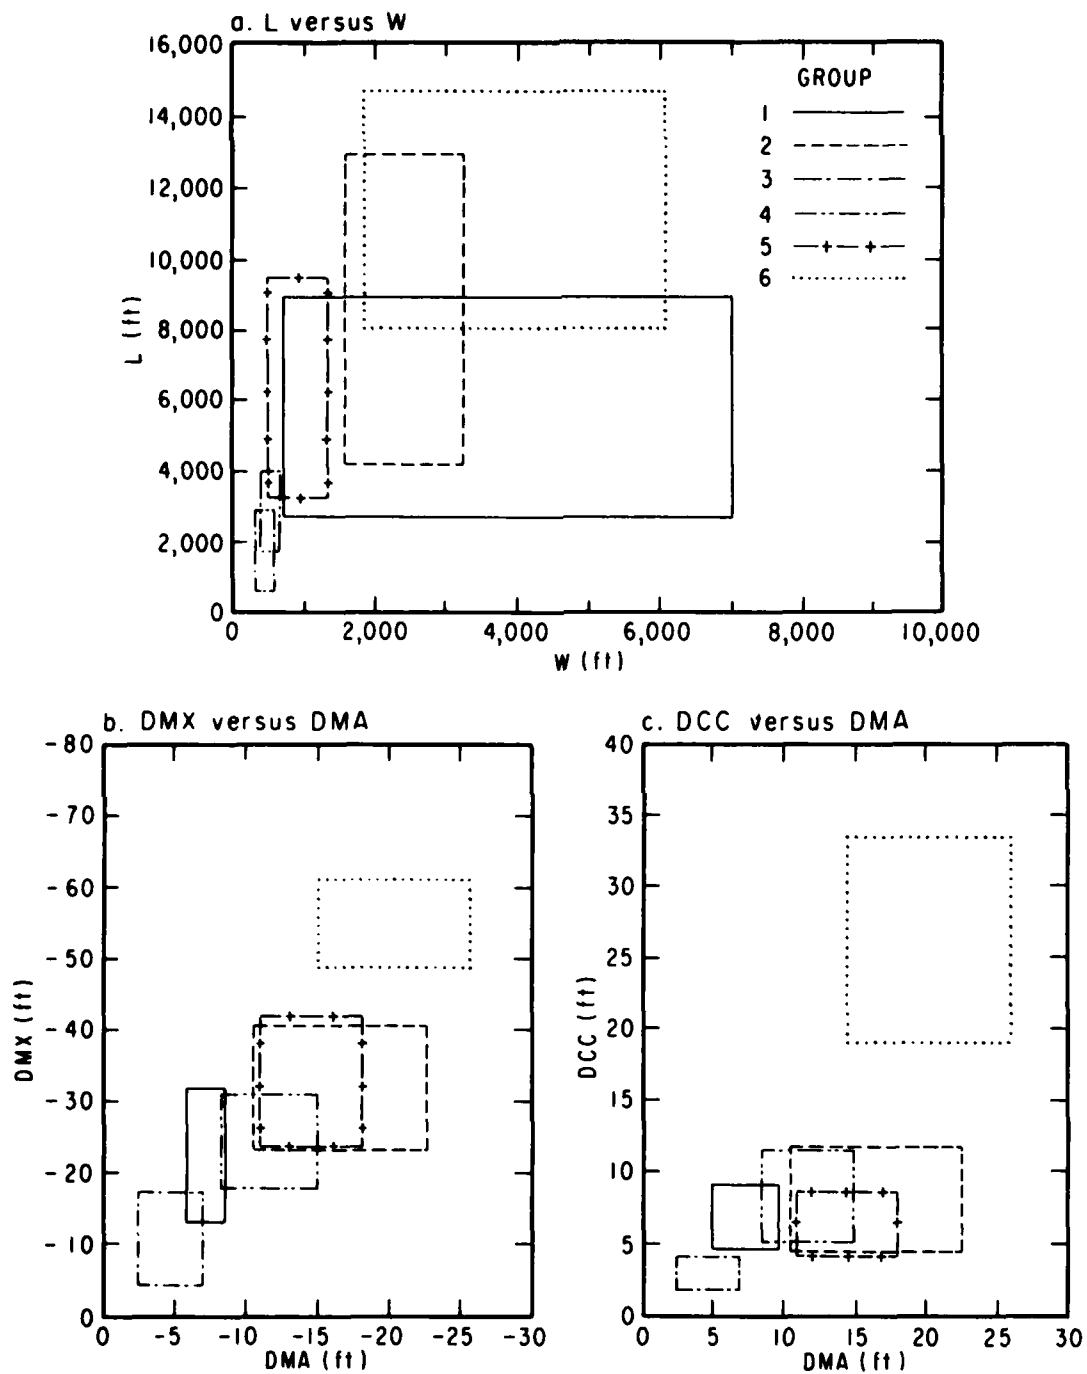 a. L versus W
16,000
14,000
12,000
10,000
8,000
6,000
4,000
2,000
0
L (ft)
GROUP
1
2
3
4
5
6
0 2,000 4,000 6,000 8,000 10,000
W (ft)
b. DMX versus DMA
-80
-70
-60
-50
-40
-30
-20
-10
0
DMX (ft)
0 -5 -10 -15 -20 -25 -30
DMA (ft)
c. DCC versus DMA
40
35
30
25
20
15
10
5
0
DCC (ft)
0 5 10 15 20 25 30
DMA (ft)